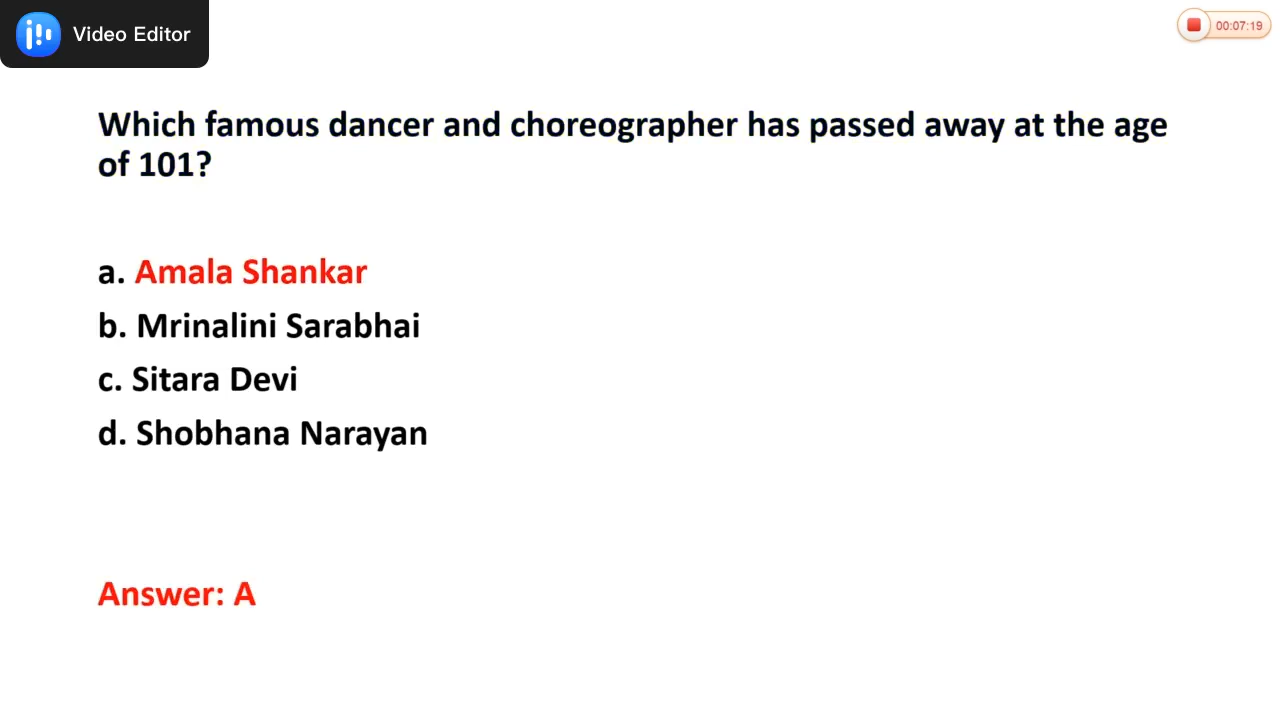 Video Editor
00:07:19
Which famous dancer and choreographer has passed away at the age
of 101?
a. Amala Shankar
b. Mrinalini Sarabhai
c. Sitara Devi
d. Shobhana Narayan
Answer: A